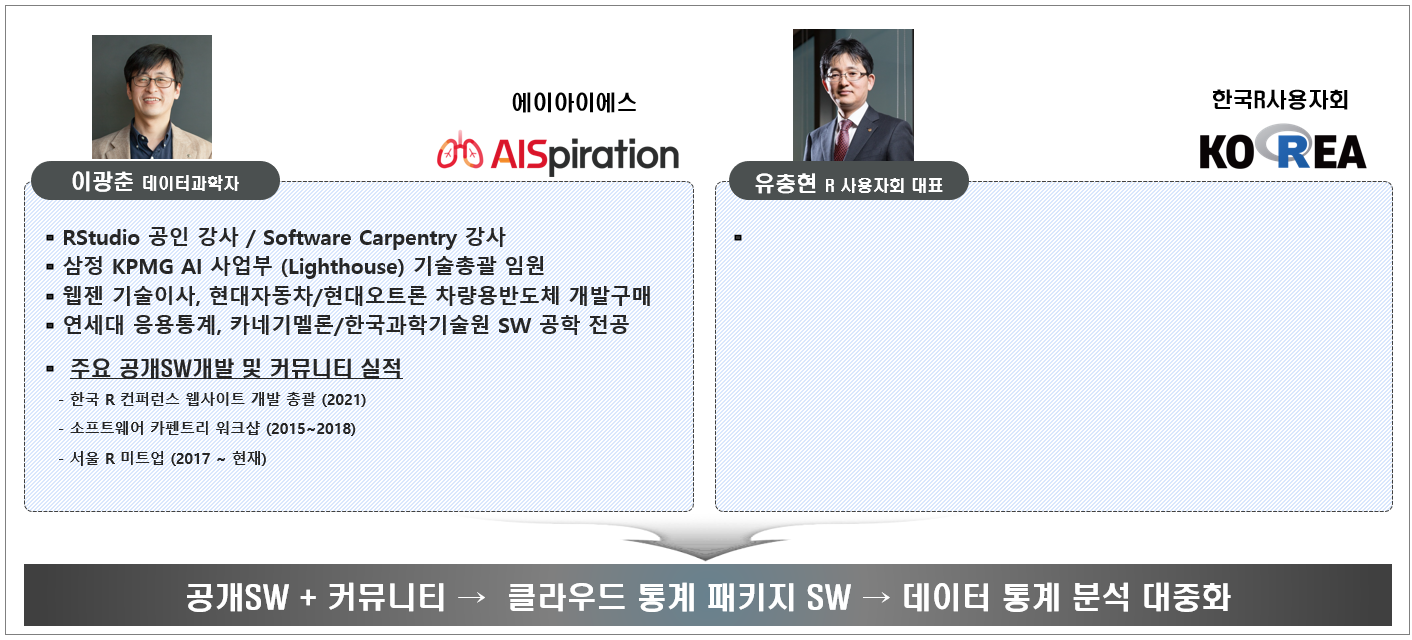 에이아이에스
AISpiration
이광춘 데이터과학자
▪ RStudio 공인 강사 / Software Carpentry 강사
▪ 삼정 KPMG AI 사업부 (Lighthouse) 기술총괄 임원
▪ 웹젠 기술이사, 현대자동차/현대오트론 차량용반도체 개발구매
▪ 연세대 응용통계, 카네기멜론/한국과학기술원 SW 공학 전공
▪ 주요 공개SW개발 및 커뮤니티 실적
- 한국 R 컨퍼런스 웹사이트 개발 총괄 (2021)
- 소프트웨어 카펜트리 워크샵 (2015~2018)
- 서울 R 미트업 (2017 ~ 현재)
한국R사용자회
KOREA
유충현 R 사용자회 대표
▪
공개SW + 커뮤니티 → 클라우드 통계 패키지 SW → 데이터 통계 분석 대중화